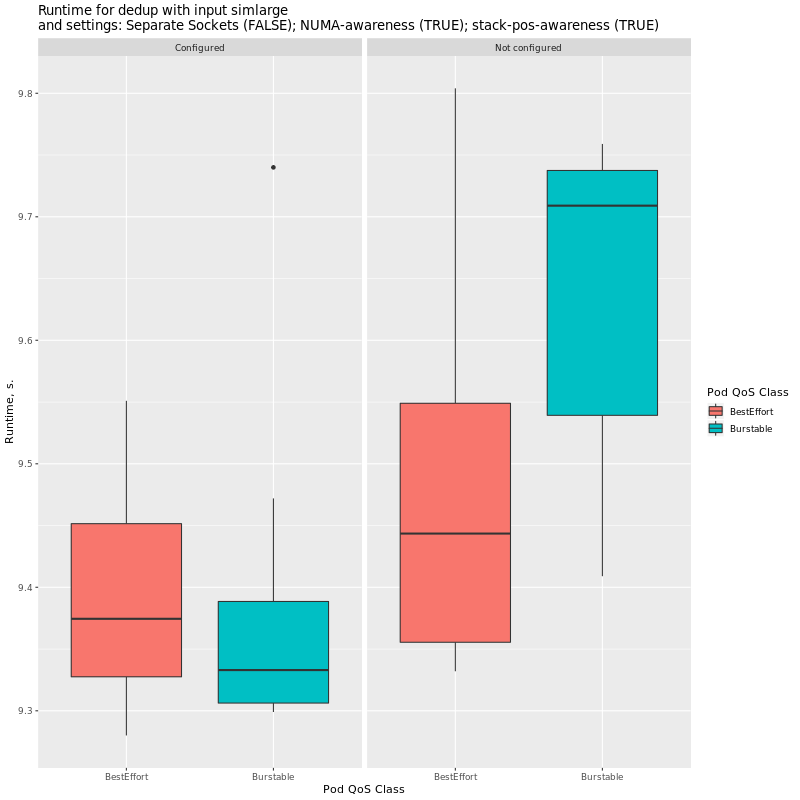 Runtime for dedup with input simlarge
and settings: Separate Sockets (FALSE); NUMA-awareness (TRUE); stack-pos-awareness (TRUE)
Configured
Not configured
9.8
9.7
9.6
9.5
9.4
9.3
Runtime, s.
BestEffort
Burstable
BestEffort
Burstable
Pod QoS Class
Pod QoS Class
BestEffort
Burstable